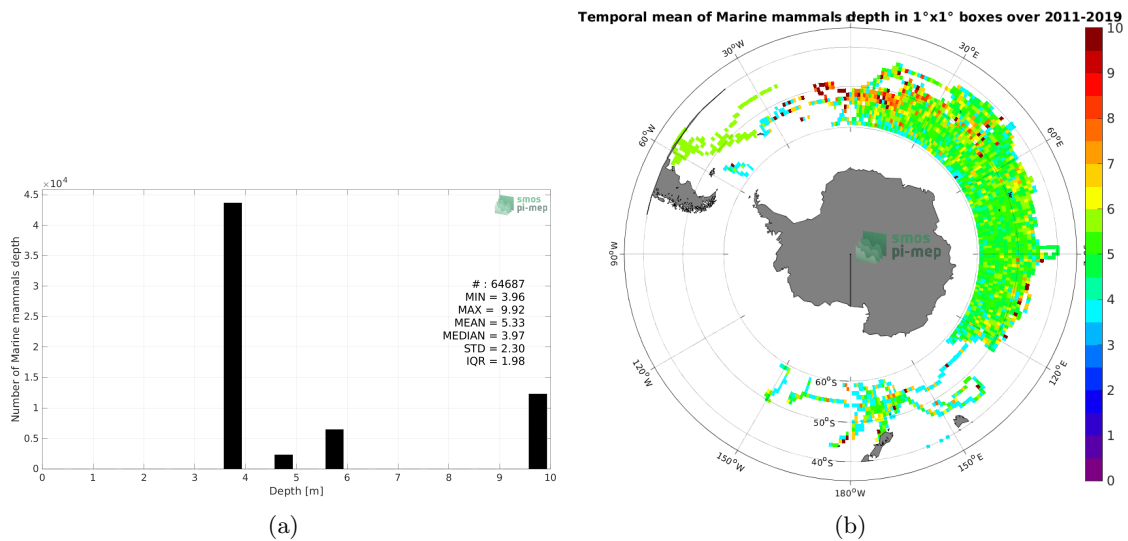 ×10⁴
4.5
4
3.5
3
2.5
2
1.5
1
0.5
0
Number of Marine mammals depth
smos
pi-mep
# : 64687
MIN = 3.96
MAX = 9.92
MEAN = 5.33
MEDIAN = 3.97
STD = 2.30
IQR = 1.98
0 1 2 3 4 5 6 7 8 9 10
Depth [m]
(a)
Temporal mean of Marine mammals depth in 1°x1° boxes over 2011-2019
30°W
30°E
60°W
60°E
90°W
smos
pi-mep
120°W
120°E
60°S
50°S
40°S
150°W
150°E
180°W
10
9
8
7
6
5
4
3
2
1
0
(b)